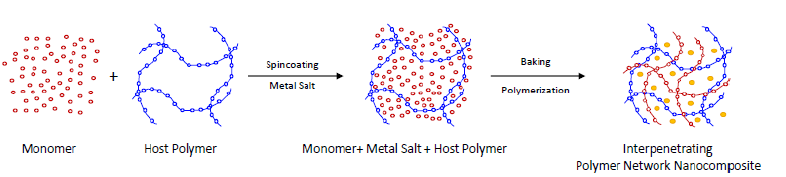 +
Spincoating
Metal Salt
Baking
Polymerization
Monomer
Host Polymer
Monomer+ Metal Salt + Host Polymer
Interpenetrating
Polymer Network Nanocomposite